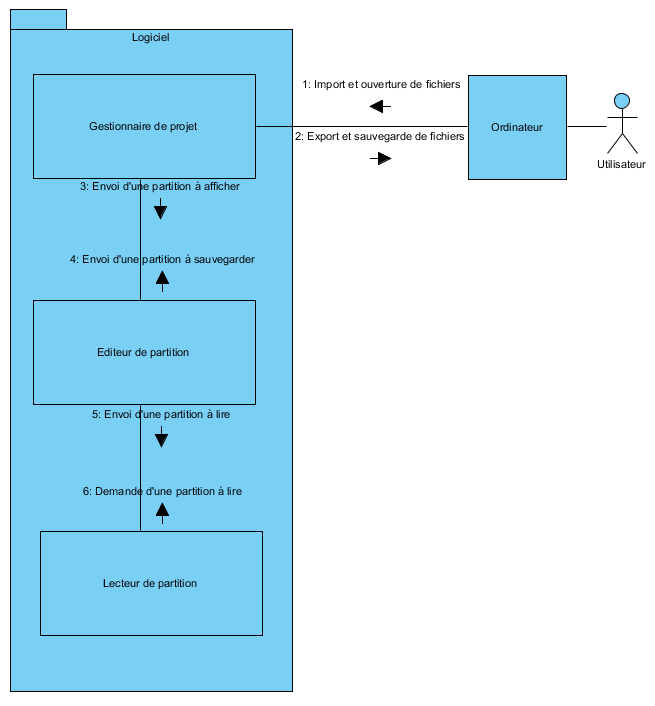 Logiciel
1: Import et ouverture de fichiers
Gestionnaire de projet
Ordinateur
2: Export et sauvegarde de fichiers
Utilisateur
3: Envoi d'une partition à afficher
4: Envoi d'une partition à sauvegarder
Editeur de partition
5: Envoi d'une partition à lire
6: Demande d'une partition à lire
Lecteur de partition